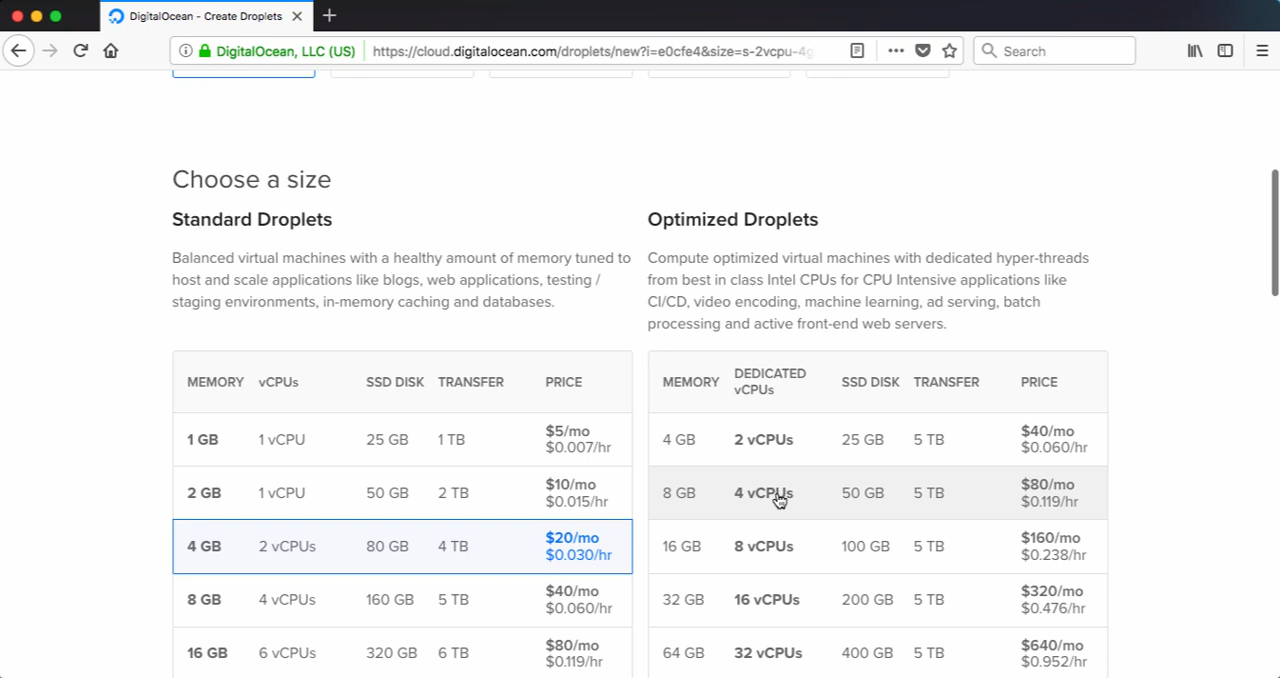 DigitalOcean - Create Droplets
DigitalOcean, LLC (US)
https://cloud.digitalocean.com/droplets/new?i=e0cfe4&size=s-2vcpu-4g
Search
Choose a size
Standard Droplets
Balanced virtual machines with a healthy amount of memory tuned to
host and scale applications like blogs, web applications, testing /
staging environments, in-memory caching and databases.
MEMORY vCPUs SSD DISK TRANSFER PRICE
1 GB 1 vCPU 25 GB 1 TB $5/mo
$0.007/hr
2 GB 1 vCPU 50 GB 2 TB $10/mo
$0.015/hr
4 GB 2 vCPUs 80 GB 4 TB $20/mo
$0.030/hr
8 GB 4 vCPUs 160 GB 5 TB $40/mo
$0.060/hr
16 GB 6 vCPUs 320 GB 6 TB $80/mo
$0.119/hr
Optimized Droplets
Compute optimized virtual machines with dedicated hyper-threads
from best in class Intel CPUs for CPU Intensive applications like
CI/CD, video encoding, machine learning, ad serving, batch
processing and active front-end web servers.
MEMORY DEDICATED vCPUs SSD DISK TRANSFER PRICE
4 GB 2 vCPUs 25 GB 5 TB $40/mo
$0.060/hr
8 GB 4 vCPUs 50 GB 5 TB $80/mo
$0.119/hr
16 GB 8 vCPUs 100 GB 5 TB $160/mo
$0.238/hr
32 GB 16 vCPUs 200 GB 5 TB $320/mo
$0.476/hr
64 GB 32 vCPUs 400 GB 5 TB $640/mo
$0.952/hr